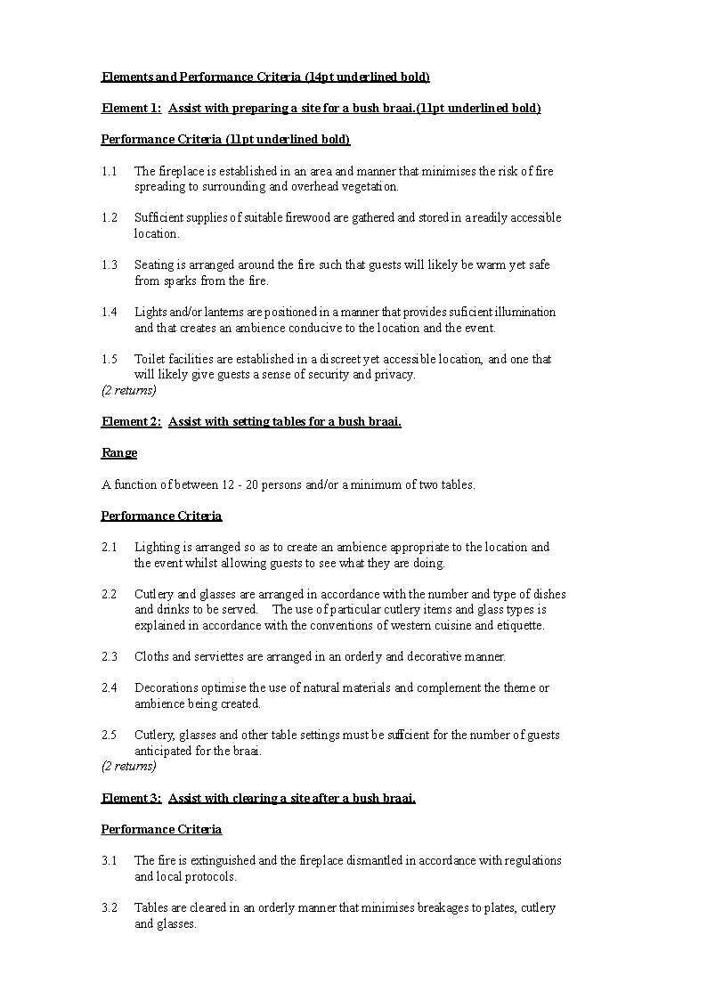 Elements and Performance Criteria (14pt underlined bold)
Element 1: Assist with preparing a site for a bush braai.(11pt underlined bold)
Performance Criteria (11pt underlined bold)
1.1 The fireplace is established in an area and manner that minimises the risk of fire
spreading to surrounding and overhead vegetation.
1.2 Sufficient supplies of suitable firewood are gathered and stored in a readily accessible
location.
1.3 Seating is arranged around the fire such that guests will likely be warm yet safe
from sparks from the fire.
1.4 Lights and/or lanterns are positioned in a manner that provides suficient illumination
and that creates an ambience conducive to the location and the event.
1.5 Toilet facilities are established in a discreet yet accessible location, and one that
will likely give guests a sense of security and privacy.
(2 returns)
Element 2: Assist with setting tables for a bush braai.
Range
A function of between 12 - 20 persons and/or a minimum of two tables.
Performance Criteria
2.1 Lighting is arranged so as to create an ambience appropriate to the location and
the event whilst allowing guests to see what they are doing.
2.2 Cutlery and glasses are arranged in accordance with the number and type of dishes
and drinks to be served. The use of particular cutlery items and glass types is
explained in accordance with the conventions of western cuisine and etiquette.
2.3 Cloths and serviettes are arranged in an orderly and decorative manner.
2.4 Decorations optimise the use of natural materials and complement the theme or
ambience being created.
2.5 Cutlery, glasses and other table settings must be suffcient for the number of guests
anticipated for the braai.
(2 returns)
Element 3: Assist with clearing a site after a bush braai.
Performance Criteria
3.1 The fire is extinguished and the fireplace dismantled in accordance with regulations
and local protocols.
3.2 Tables are cleared in an orderly manner that minimises breakages to plates, cutlery
and glasses.